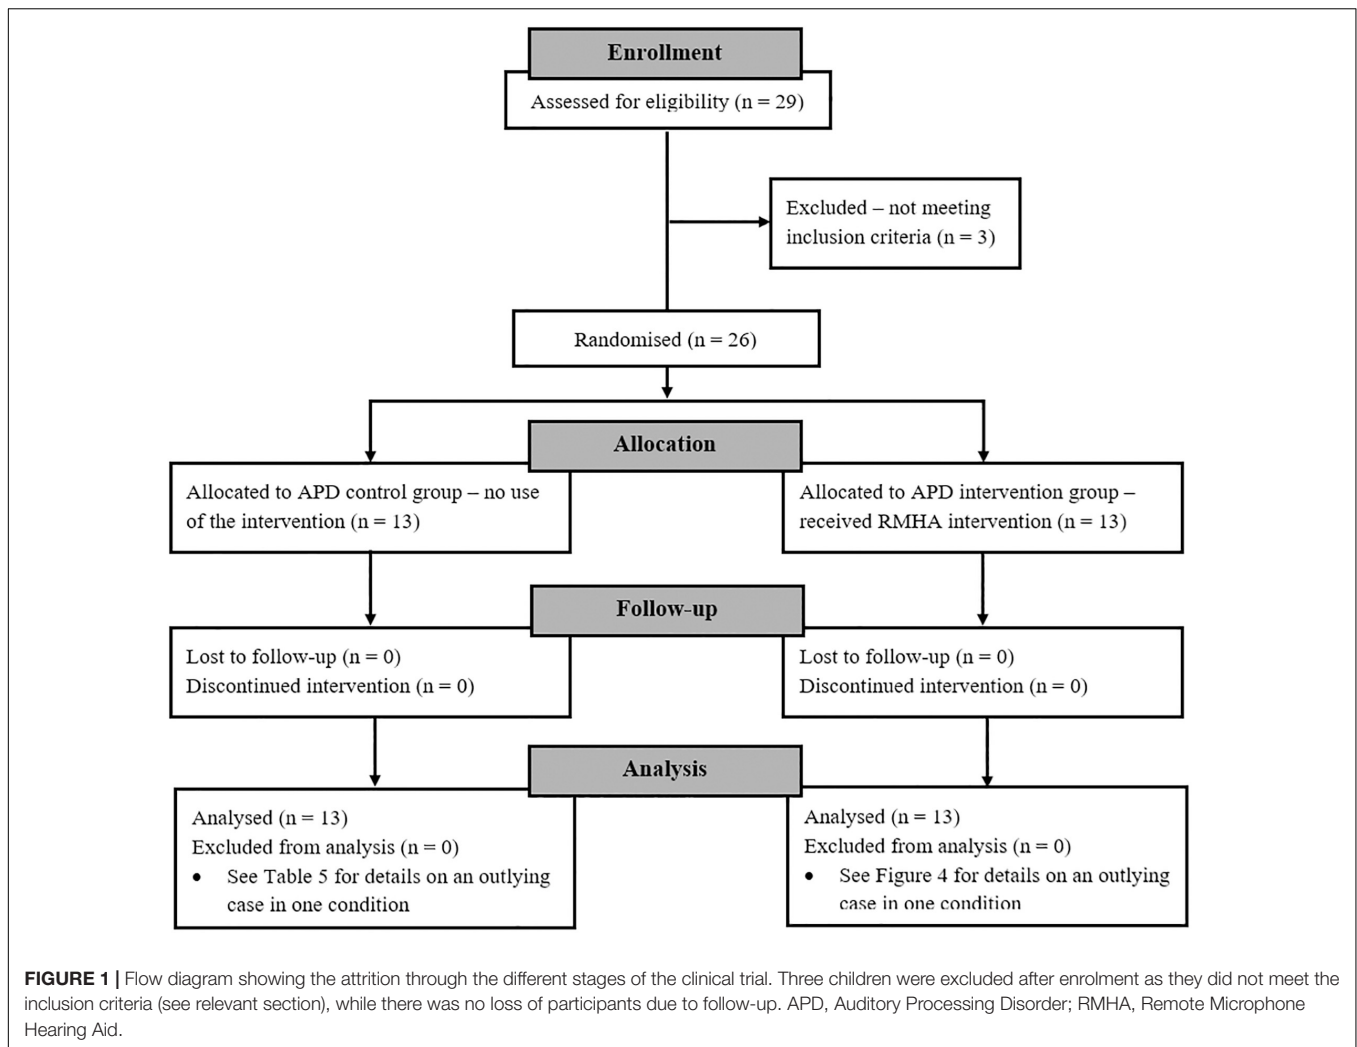 Enrollment
Assessed for eligibility (n = 29)
Excluded – not meeting
inclusion criteria (n = 3)
Randomised (n = 26)
Allocation
Allocated to APD control group – no use
of the intervention (n = 13)
Allocated to APD intervention group –
received RMHA intervention (n = 13)
Follow-up
Lost to follow-up (n = 0)
Discontinued intervention (n = 0)
Lost to follow-up (n = 0)
Discontinued intervention (n = 0)
Analysis
Analysed (n = 13)
Excluded from analysis (n = 0)
• See Table 5 for details on an outlying
case in one condition
Analysed (n = 13)
Excluded from analysis (n = 0)
• See Figure 4 for details on an outlying
case in one condition
FIGURE 1 | Flow diagram showing the attrition through the different stages of the clinical trial. Three children were excluded after enrolment as they did not meet the
inclusion criteria (see relevant section), while there was no loss of participants due to follow-up. APD, Auditory Processing Disorder; RMHA, Remote Microphone
Hearing Aid.